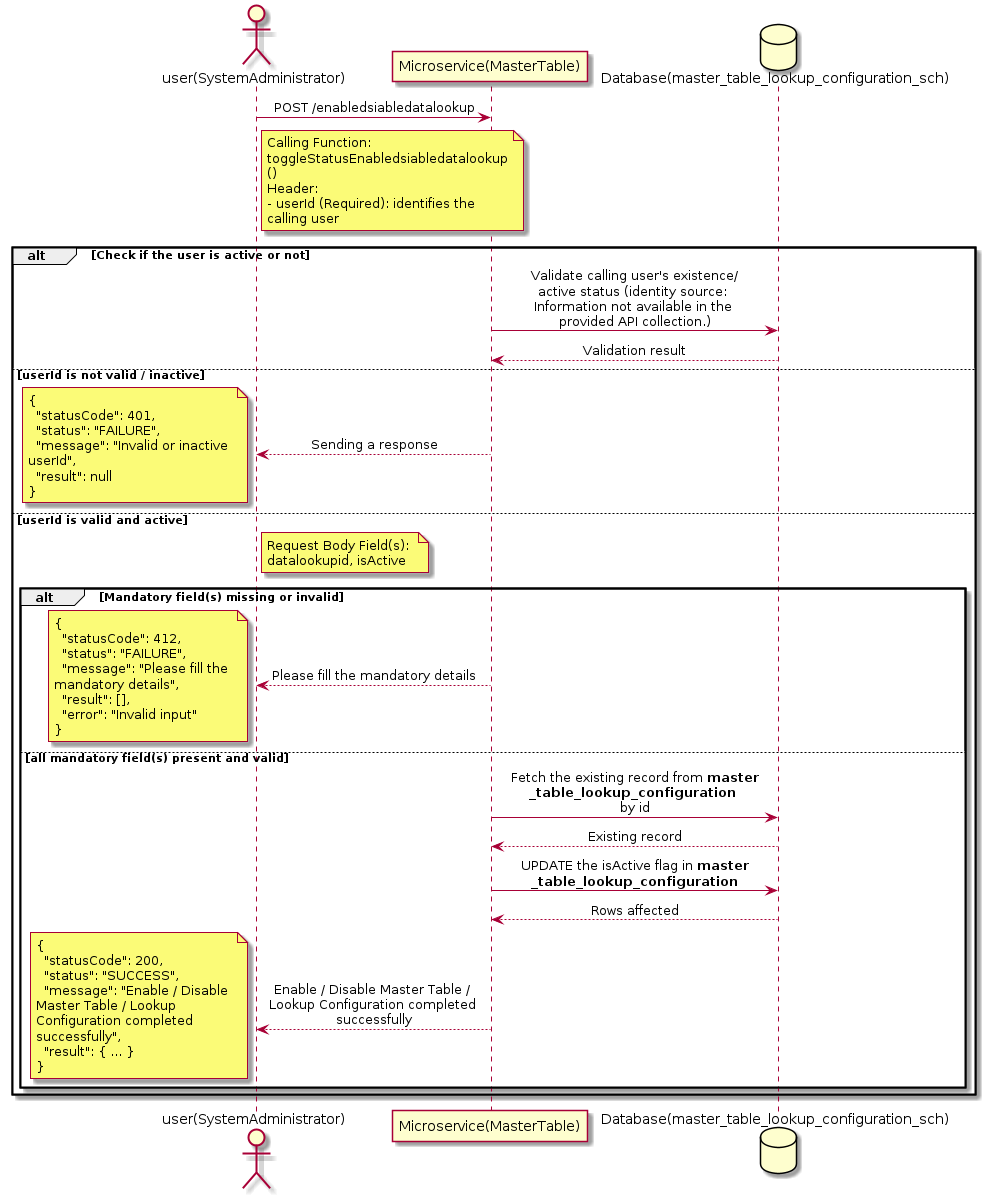 user(SystemAdministrator)
Microservice(MasterTable)
Database(master_table_lookup_configuration_sch)
POST /enabledsiabledatalookup
Calling Function:
toggleStatusEnabledsiabledatalookup
()
Header:
- userId (Required): identifies the
calling user
alt
[Check if the user is active or not]
Validate calling user's existence/
active status (identity source:
Information not available in the
provided API collection.)
Validation result
[userId is not valid / inactive]
{
"statusCode": 401,
"status": "FAILURE",
"message": "Invalid or inactive
userId",
"result": null
}
Sending a response
[userId is valid and active]
Request Body Field(s):
datalookupid, isActive
alt
[Mandatory field(s) missing or invalid]
{
"statusCode": 412,
"status": "FAILURE",
"message": "Please fill the
mandatory details",
"result": [],
"error": "Invalid input"
}
Please fill the mandatory details
[all mandatory field(s) present and valid]
Fetch the existing record from master
_table_lookup_configuration
by id
Existing record
UPDATE the isActive flag in master
_table_lookup_configuration
Rows affected
{
"statusCode": 200,
"status": "SUCCESS",
"message": "Enable / Disable
Master Table / Lookup
Configuration completed
successfully",
"result": { ... }
}
Enable / Disable Master Table /
Lookup Configuration completed
successfully
user(SystemAdministrator)
Microservice(MasterTable)
Database(master_table_lookup_configuration_sch)